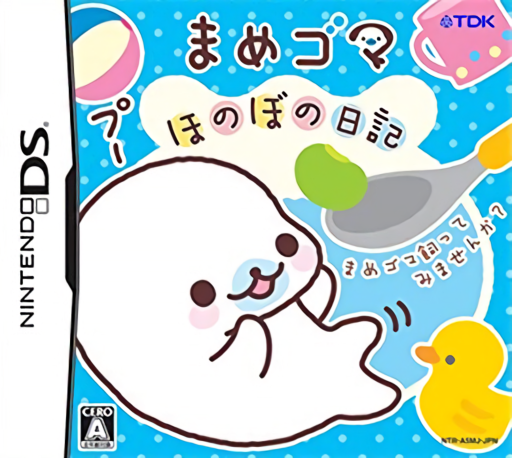 まめゴマ
TDK
プー
ほのぼの日記
まめゴマ飼って
みませんか?
NINTENDO DS
CERO
A
NTR-ASMJ-JPN